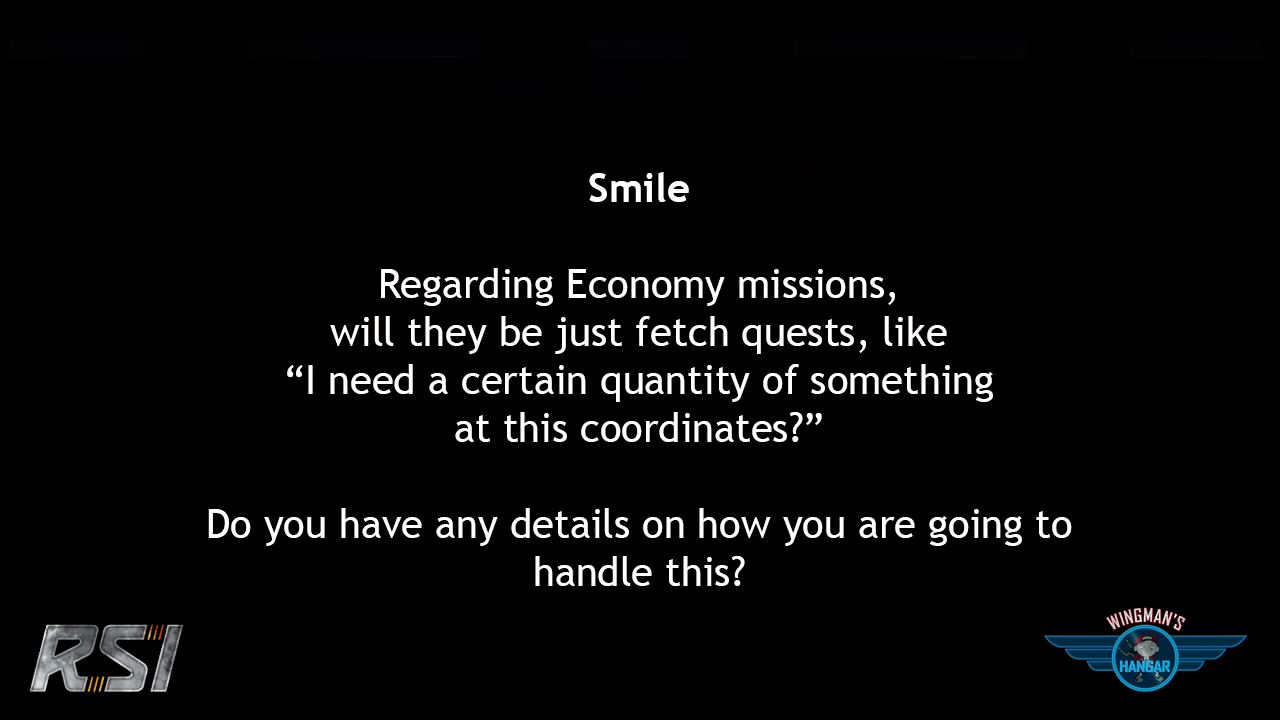 Smile
Regarding Economy missions,
will they be just fetch quests, like
“I need a certain quantity of something
at this coordinates?”
Do you have any details on how you are going to
handle this?
RSI
WINGMAN'S
HANGAR